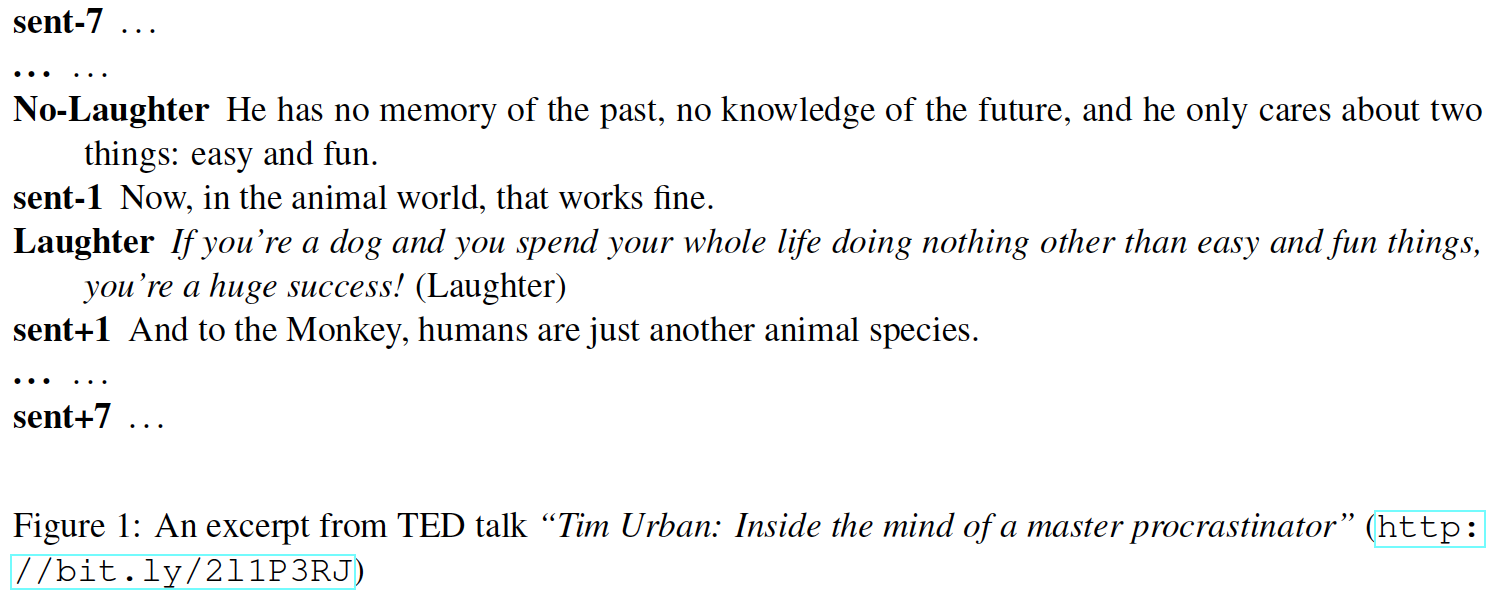 sent-7 ...
... ...
No-Laughter He has no memory of the past, no knowledge of the future, and he only cares about two
things: easy and fun.
sent-1 Now, in the animal world, that works fine.
Laughter If you're a dog and you spend your whole life doing nothing other than easy and fun things,
you're a huge success! (Laughter)
sent+1 And to the Monkey, humans are just another animal species.
... ...
sent+7 ...
Figure 1: An excerpt from TED talk “Tim Urban: Inside the mind of a master procrastinator” (http:
//bit.ly/2l1P3RJ)